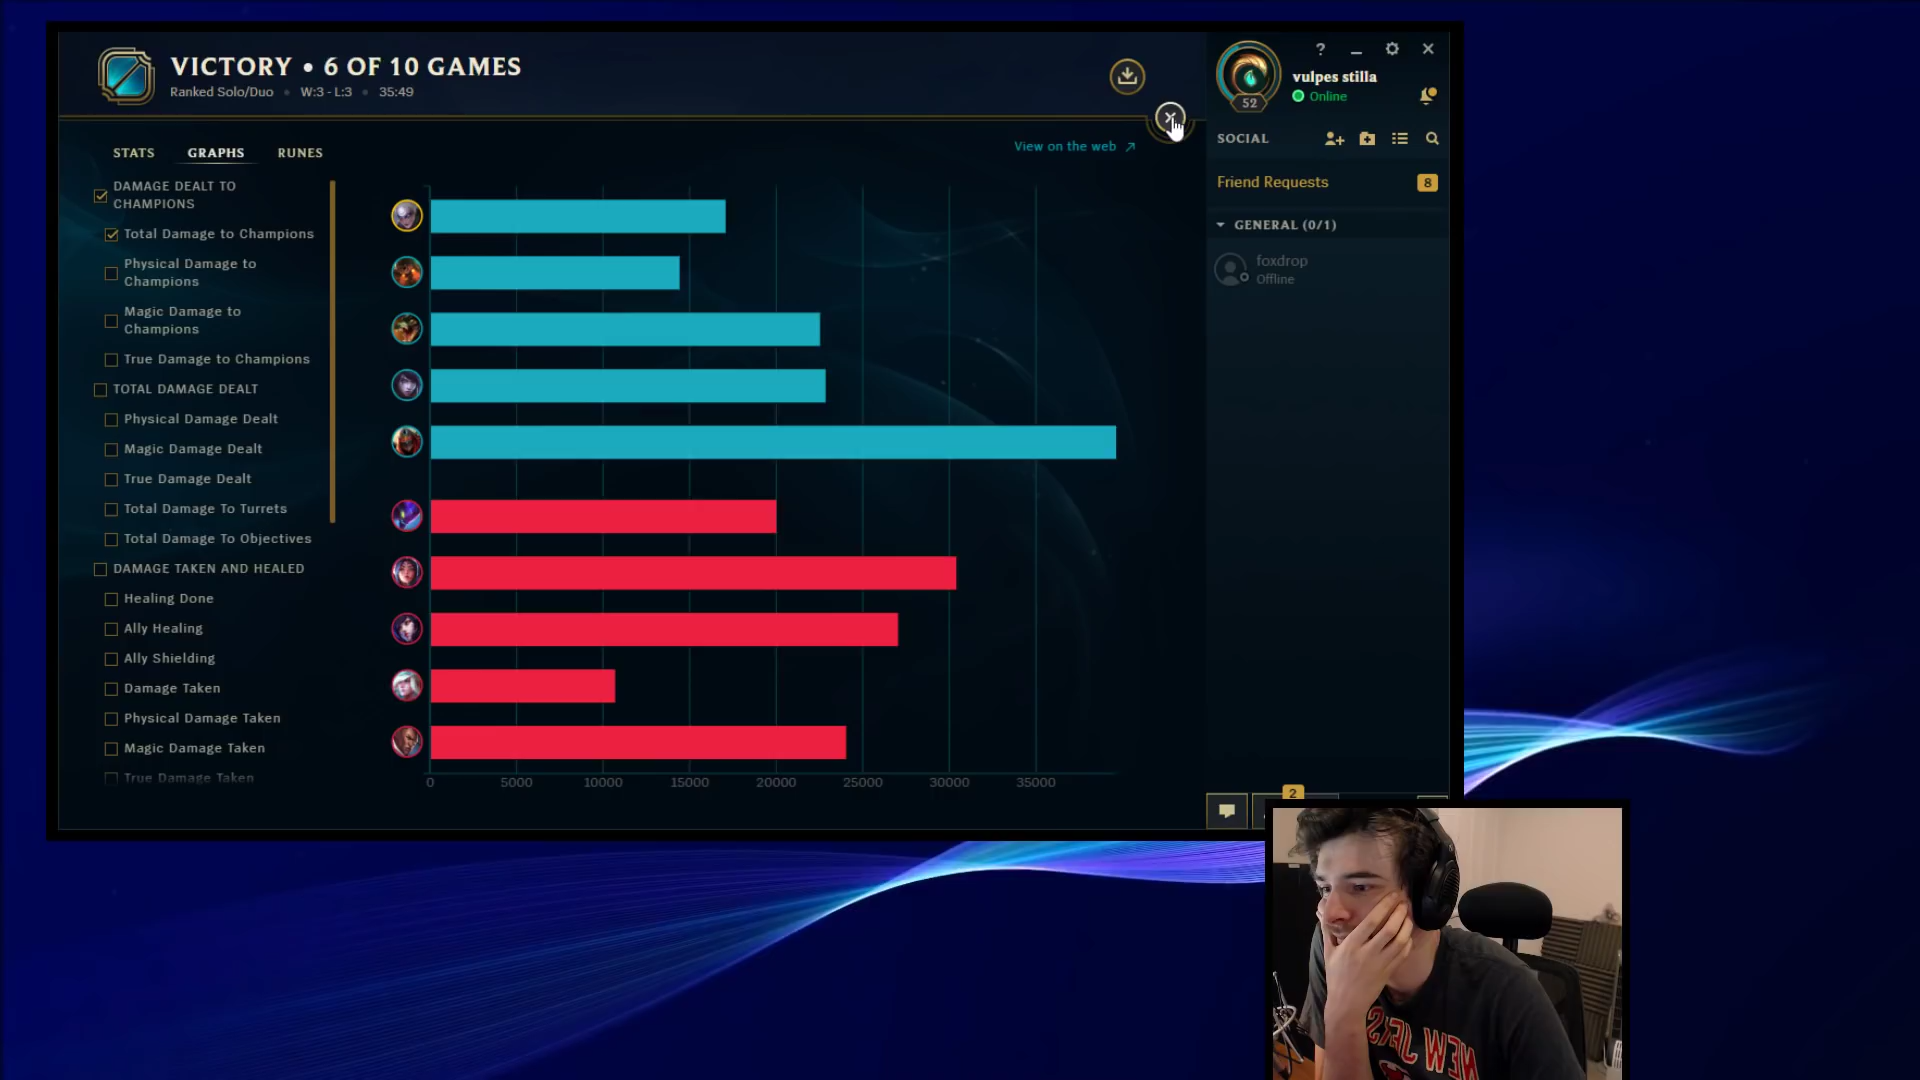 VICTORY • 6 OF 10 GAMES
Ranked Solo/Duo • W:3 - L:3 • 35:49
vulpes stilla
Online
52
?
SOCIAL
Friend Requests
8
GENERAL (0/1)
foxdrop
Offline
2
STATS GRAPHS RUNES
View on the web
DAMAGE DEALT TO
CHAMPIONS
Total Damage to Champions
Physical Damage to
Champions
Magic Damage to
Champions
True Damage to Champions
TOTAL DAMAGE DEALT
Physical Damage Dealt
Magic Damage Dealt
True Damage Dealt
Total Damage To Turrets
Total Damage To Objectives
DAMAGE TAKEN AND HEALED
Healing Done
Ally Healing
Ally Shielding
Damage Taken
Physical Damage Taken
Magic Damage Taken
True Damage Taken
0 5000 10000 15000 20000 25000 30000 35000
NEW JERS